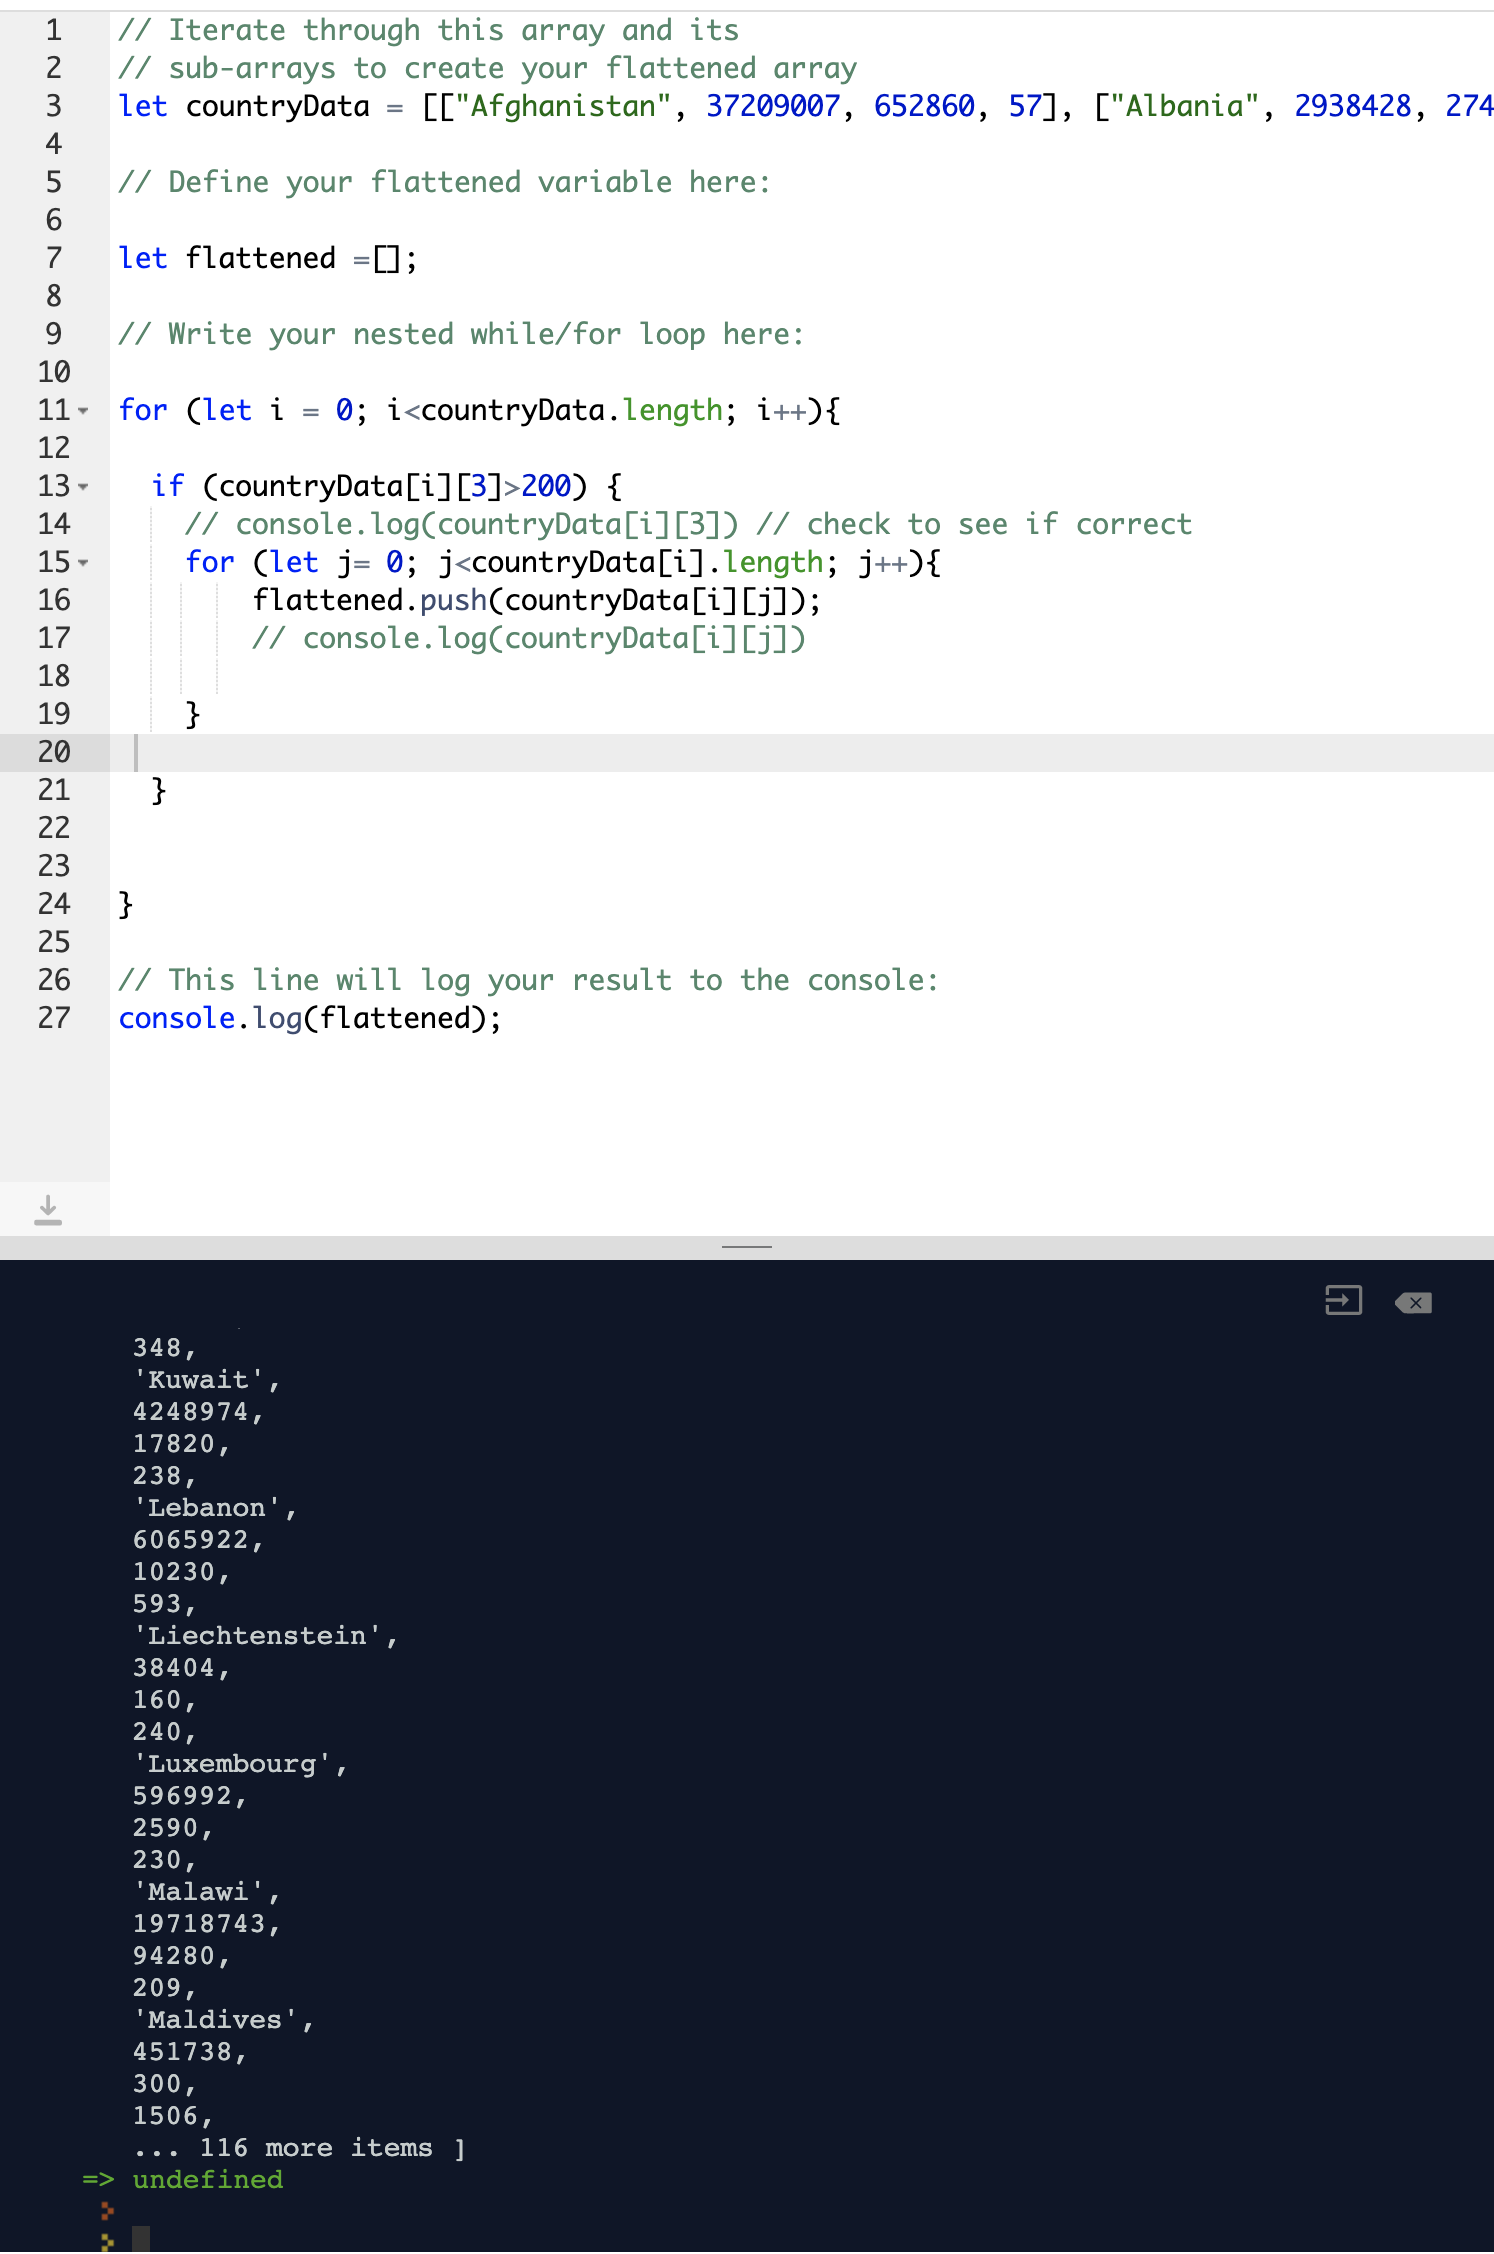 1 // Iterate through this array and its
2 // sub-arrays to create your flattened array
3 let countryData = [["Afghanistan", 37209007, 652860, 57], ["Albania", 2938428, 274
4
5 // Define your flattened variable here:
6
7 let flattened =[];
8
9 // Write your nested while/for loop here:
10
11 for (let i = 0; i<countryData.length; i++){
12
13 if (countryData[i][3]>200) {
14 // console.log(countryData[i][3]) // check to see if correct
15 for (let j= 0; j<countryData[i].length; j++){
16 flattened.push(countryData[i][j]);
17 // console.log(countryData[i][j])
18
19 }
20
21 }
22
23
24 }
25
26 // This line will log your result to the console:
27 console.log(flattened);
348,
'Kuwait',
4248974,
17820,
238,
'Lebanon',
6065922,
10230,
593,
'Liechtenstein',
38404,
160,
240,
'Luxembourg',
596992,
2590,
230,
'Malawi',
19718743,
94280,
209,
'Maldives',
451738,
300,
1506,
... 116 more items ]
=> undefined
>
>